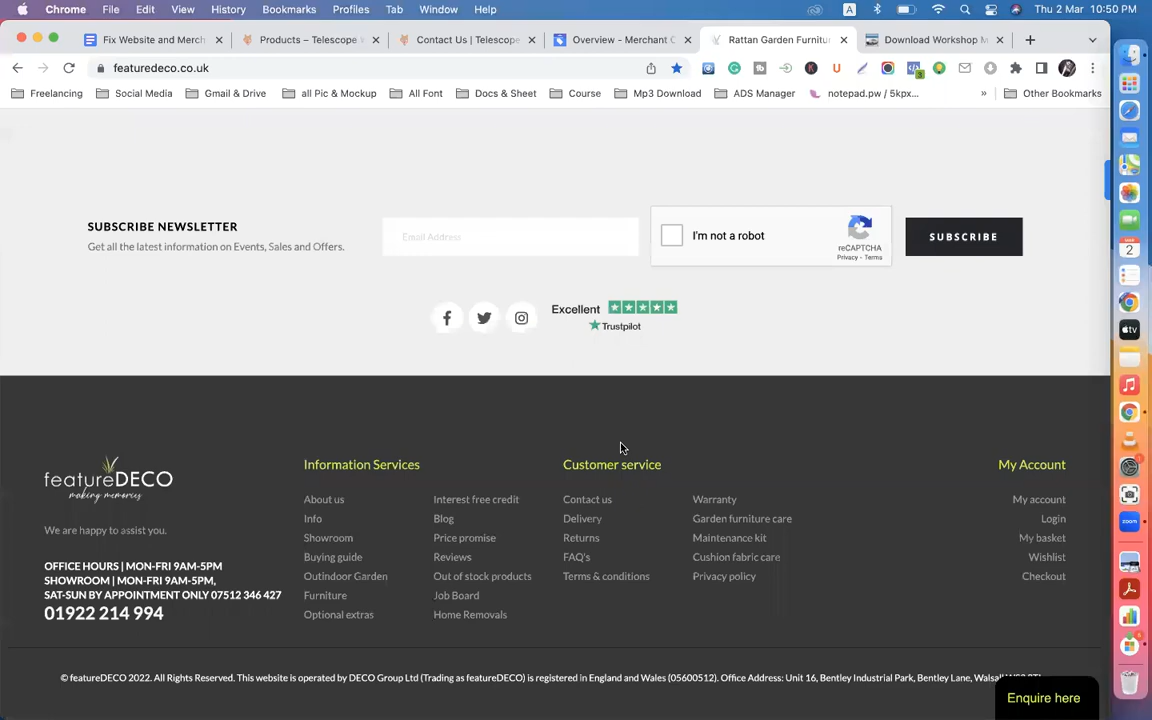 Chrome File Edit View History Bookmarks Profiles Tab Window Help A Thu 2 Mar 10:50 PM
Fix Website and Merch Products – Telescope Contact Us | Telescope Overview - Merchant C Rattan Garden Furnitu Download Workshop M
featuredeco.co.uk
Freelancing Social Media Gmail & Drive all Pic & Mockup All Font Docs & Sheet Course Mp3 Download ADS Manager notepad.pw / 5kpx... » Other Bookmarks
SUBSCRIBE NEWSLETTER
Get all the latest information on Events, Sales and Offers.
Email Address
I'm not a robot
reCAPTCHA
Privacy - Terms
SUBSCRIBE
Excellent
Trustpilot
featureDECO
making memories
We are happy to assist you.
OFFICE HOURS | MON-FRI 9AM-5PM
SHOWROOM | MON-FRI 9AM-5PM,
SAT-SUN BY APPOINTMENT ONLY 07512 346 427
01922 214 994
Information Services
About us
Info
Showroom
Buying guide
Outindoor Garden
Furniture
Optional extras
Interest free credit
Blog
Price promise
Reviews
Out of stock products
Job Board
Home Removals
Customer service
Contact us
Delivery
Returns
FAQ's
Terms & conditions
Warranty
Garden furniture care
Maintenance kit
Cushion fabric care
Privacy policy
My Account
My account
Login
My basket
Wishlist
Checkout
© featureDECO 2022. All Rights Reserved. This website is operated by DECO Group Ltd (Trading as featureDECO) is registered in England and Wales (05600512). Office Address: Unit 16, Bentley Industrial Park, Bentley Lane, Walsall
Enquire here